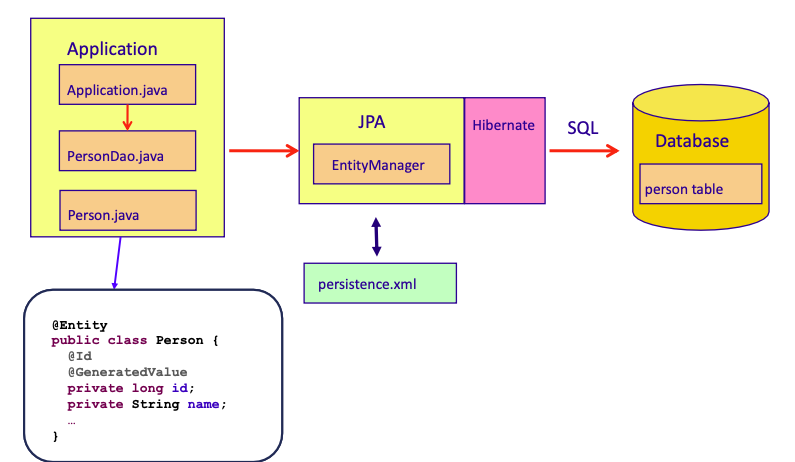 Application
Application.java
PersonDao.java
Person.java
JPA
EntityManager
Hibernate
SQL
Database
person table
persistence.xml
@Entity
public class Person {
@Id
@GeneratedValue
private long id;
private String name;
…
}